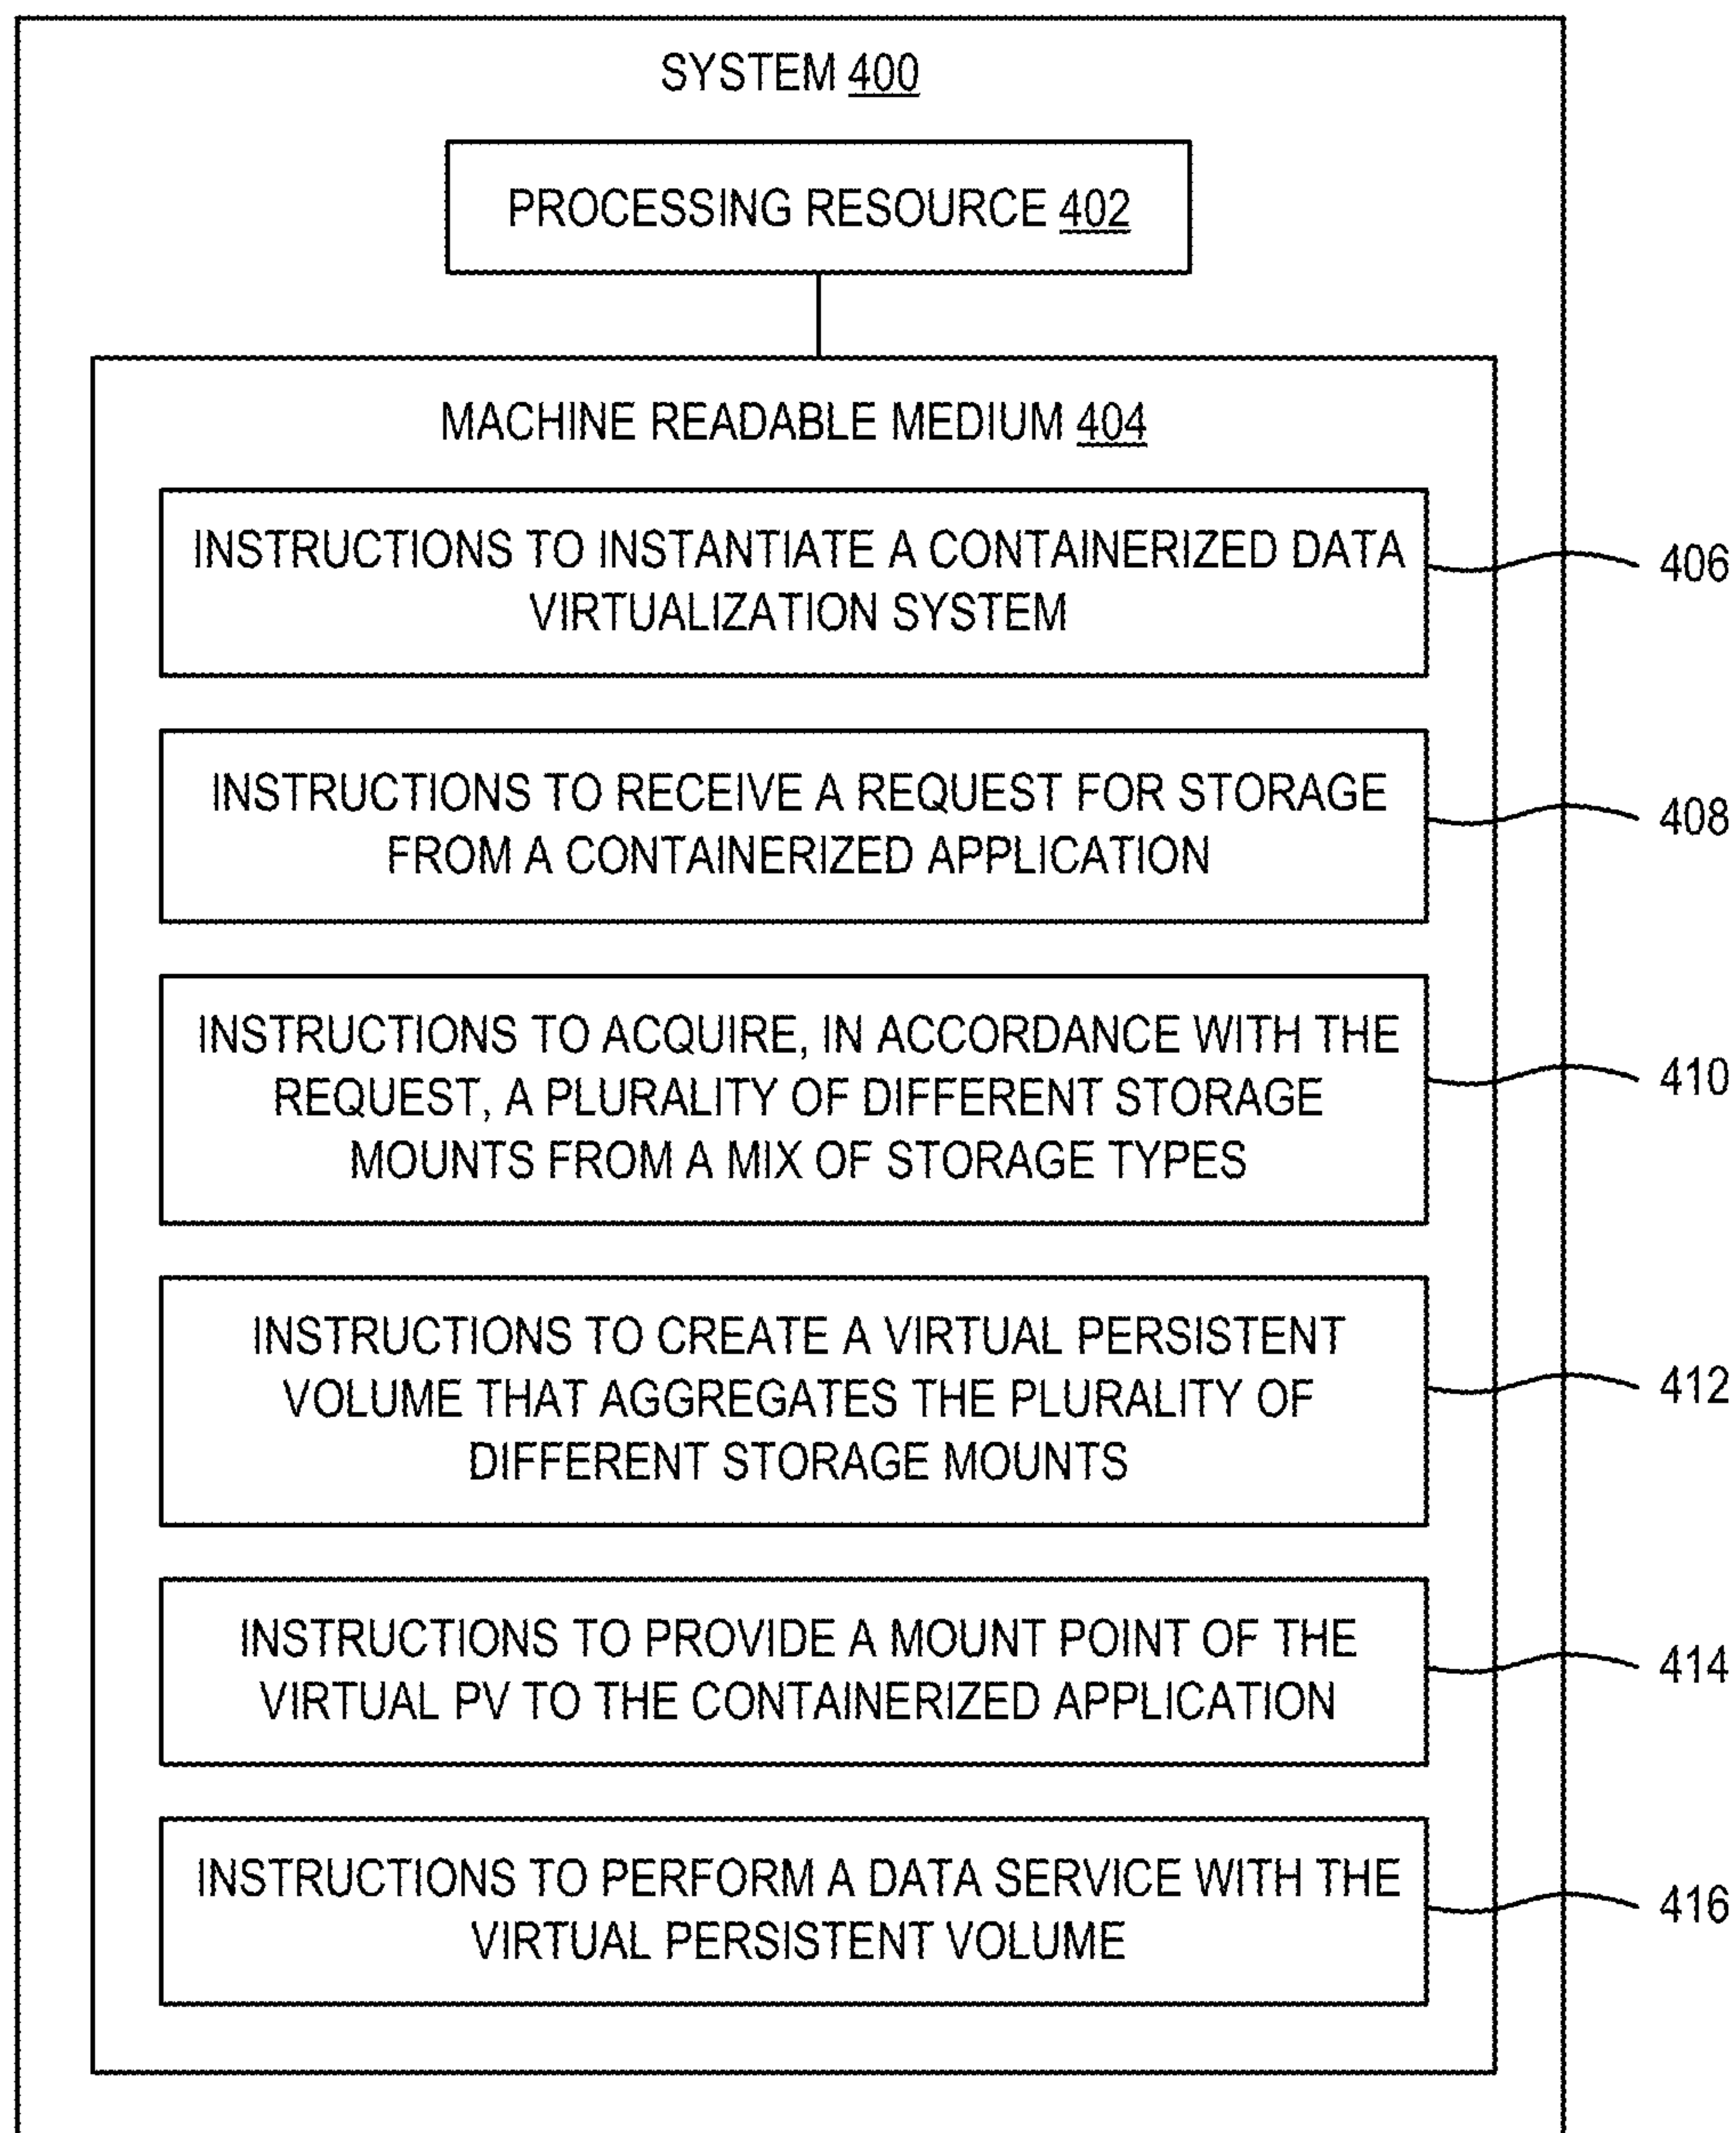 SYSTEM 400
PROCESSING RESOURCE 402
MACHINE READABLE MEDIUM 404
INSTRUCTIONS TO INSTANTIATE A CONTAINERIZED DATA
VIRTUALIZATION SYSTEM
406
INSTRUCTIONS TO RECEIVE A REQUEST FOR STORAGE
FROM A CONTAINERIZED APPLICATION
408
INSTRUCTIONS TO ACQUIRE, IN ACCORDANCE WITH THE
REQUEST, A PLURALITY OF DIFFERENT STORAGE
MOUNTS FROM A MIX OF STORAGE TYPES
410
INSTRUCTIONS TO CREATE A VIRTUAL PERSISTENT
VOLUME THAT AGGREGATES THE PLURALITY OF
DIFFERENT STORAGE MOUNTS
412
INSTRUCTIONS TO PROVIDE A MOUNT POINT OF THE
VIRTUAL PV TO THE CONTAINERIZED APPLICATION
414
INSTRUCTIONS TO PERFORM A DATA SERVICE WITH THE
VIRTUAL PERSISTENT VOLUME
416